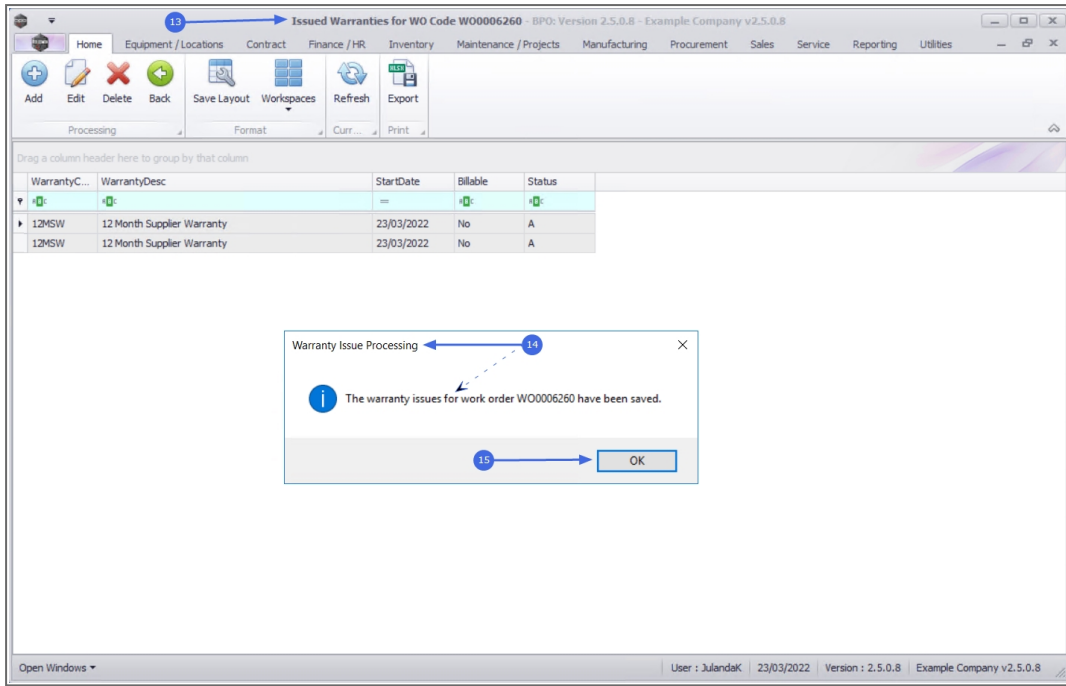 13
Issued Warranties for WO Code WO0006260 - BPO: Version 2.5.0.8 - Example Company v2.5.0.8
Home Equipment / Locations Contract Finance / HR Inventory Maintenance / Projects Manufacturing Procurement Sales Service Reporting Utilities
Add Edit Delete Back Save Layout Workspaces Refresh Export
Processing Format Curr... Print
Drag a column header here to group by that column
WarrantyC... WarrantyDesc StartDate Billable Status
=
12MSW 12 Month Supplier Warranty 23/03/2022 No A
12MSW 12 Month Supplier Warranty 23/03/2022 No A
Warranty Issue Processing 14
The warranty issues for work order WO0006260 have been saved.
15 OK
Open Windows User : JulandaK 23/03/2022 Version : 2.5.0.8 Example Company v2.5.0.8